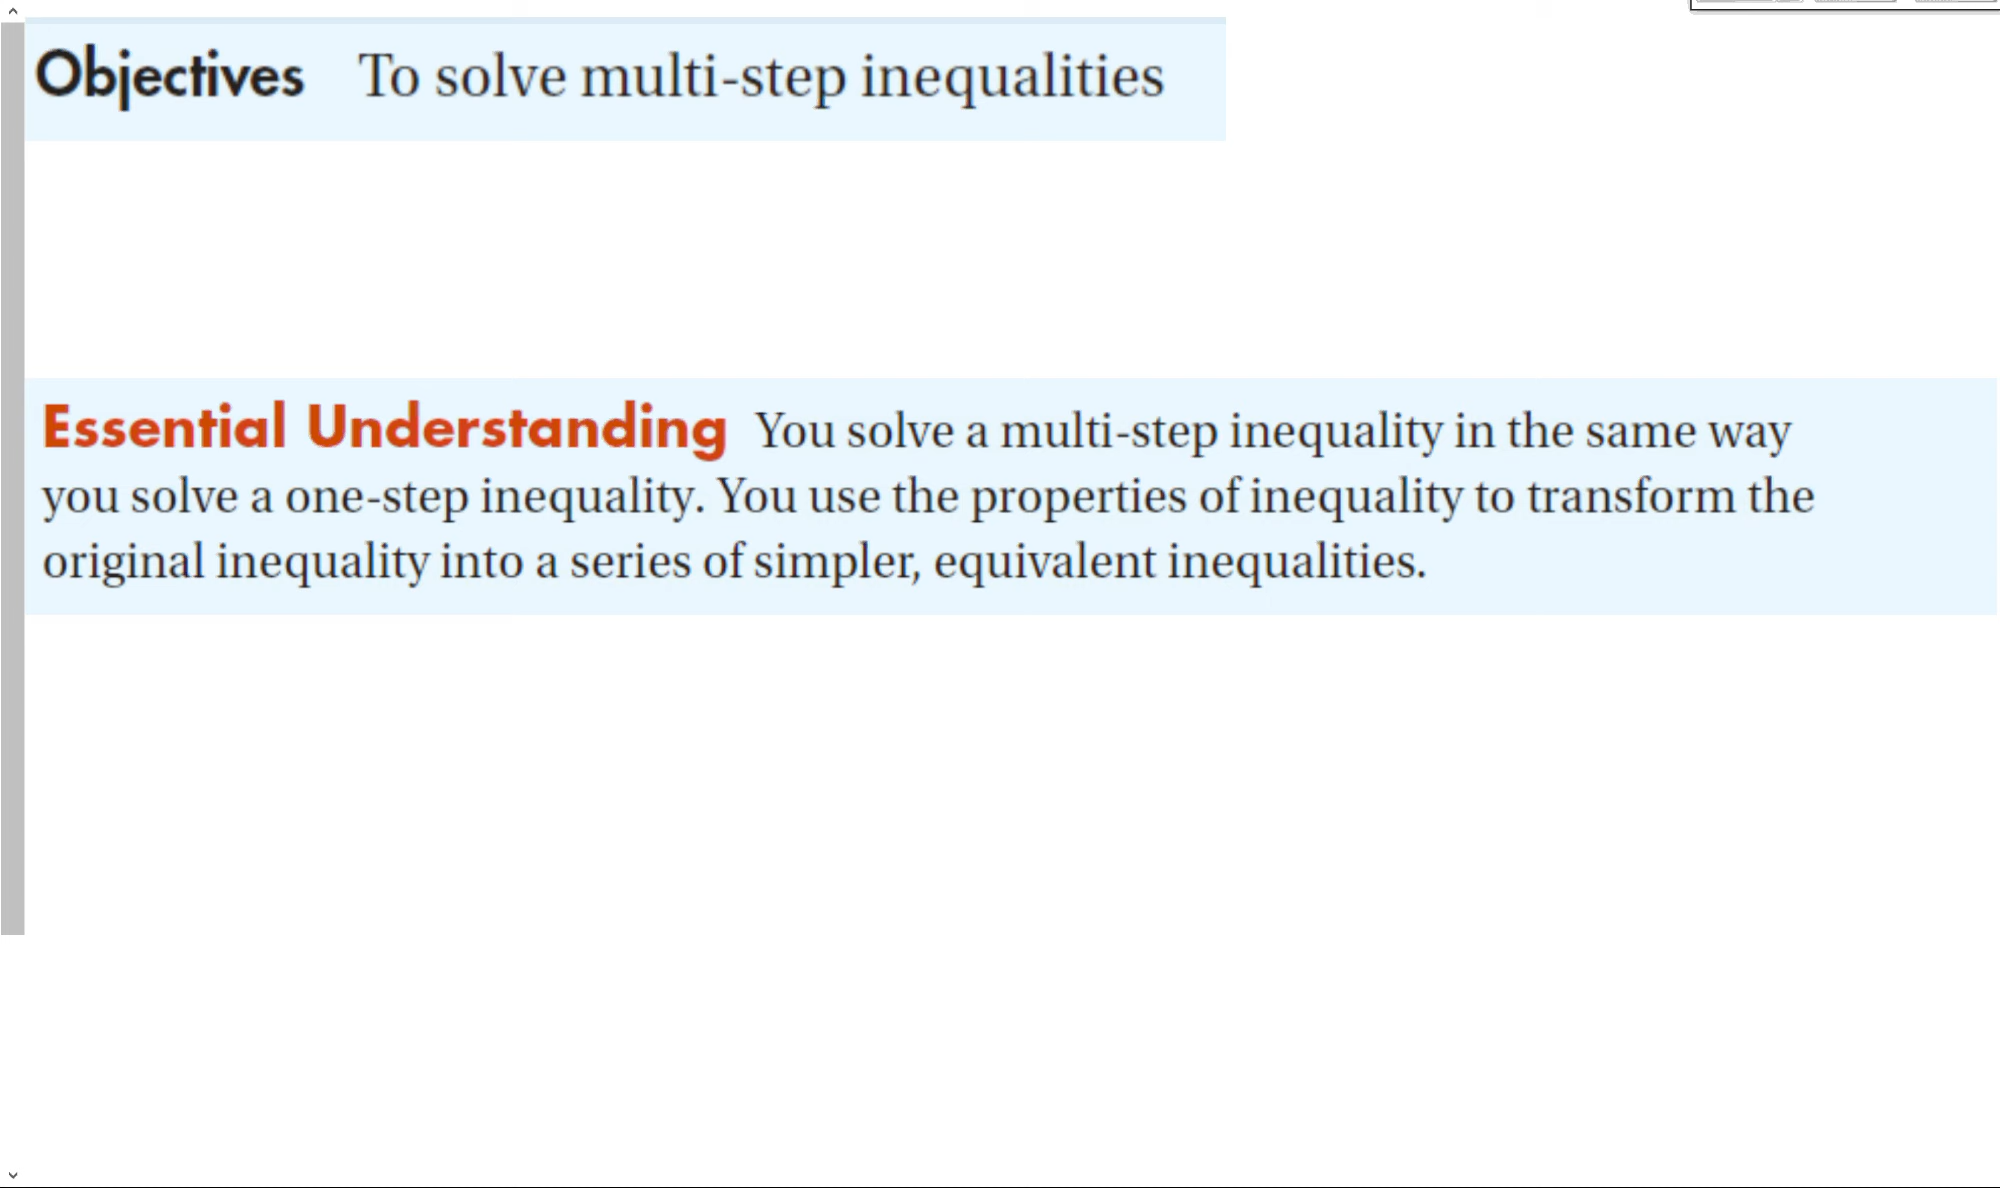 Objectives To solve multi-step inequalities
Essential Understanding You solve a multi-step inequality in the same way
you solve a one-step inequality. You use the properties of inequality to transform the
original inequality into a series of simpler, equivalent inequalities.